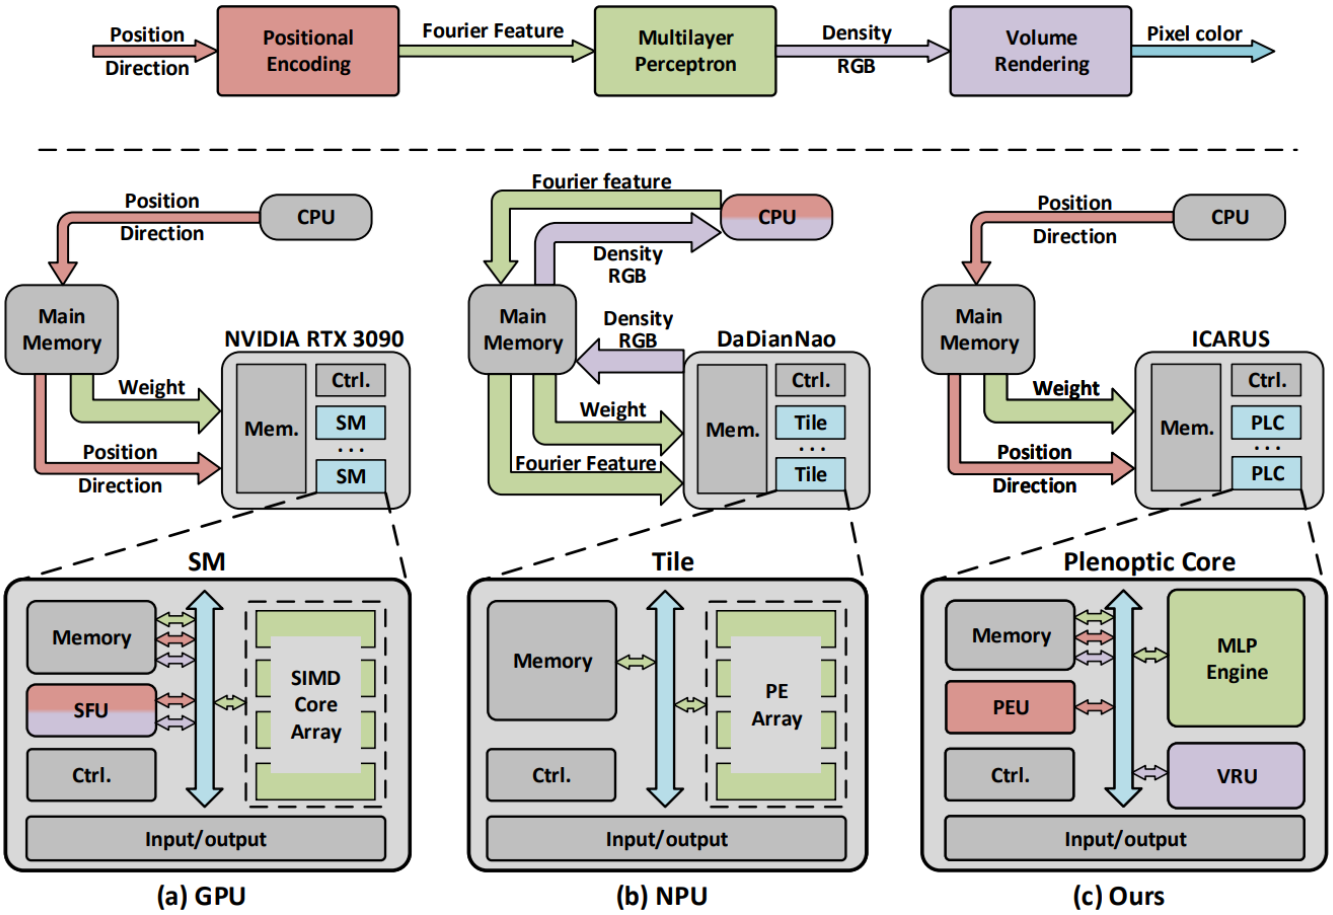 Position
Direction
Positional
Encoding
Fourier Feature
Multilayer
Perceptron
Density
RGB
Volume
Rendering
Pixel color
Position
Direction
CPU
Main
Memory
NVIDIA RTX 3090
Weight
Position
Direction
Mem.
Ctrl.
SM
...
SM
SM
Memory
SFU
Ctrl.
SIMD
Core
Array
Input/output
(a) GPU
Fourier feature
CPU
Density
RGB
Main
Memory
Density
RGB
DaDianNao
Weight
Fourier Feature
Mem.
Ctrl.
Tile
...
Tile
Tile
Memory
Ctrl.
PE
Array
Input/output
(b) NPU
Position
Direction
CPU
Main
Memory
ICARUS
Weight
Position
Direction
Mem.
Ctrl.
PLC
...
PLC
Plenoptic Core
Memory
PEU
Ctrl.
MLP
Engine
VRU
Input/output
(c) Ours